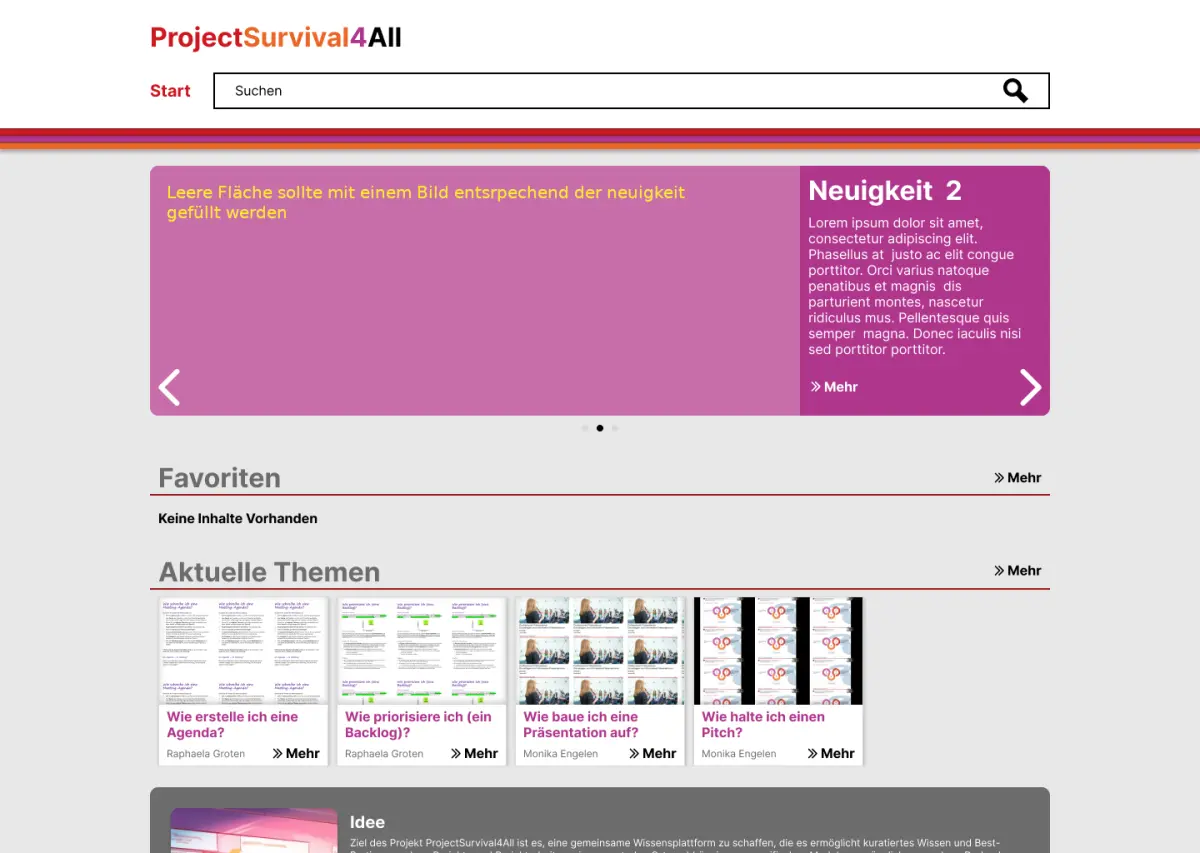 ProjectSurvival4All
Start
Suchen
Leere Fläche sollte mit einem Bild entsrpechend der neuigkeit
gefüllt werden
Neuigkeit 2
Lorem ipsum dolor sit amet,
consectetur adipiscing elit.
Phasellus at justo ac elit congue
porttitor. Orci varius natoque
penatibus et magnis dis
parturient montes, nascetur
ridiculus mus. Pellentesque quis
semper magna. Donec iaculis nisi
sed porttitor porttitor.
Mehr
Favoriten
Mehr
Keine Inhalte Vorhanden
Aktuelle Themen
Mehr
Wie erstelle ich eine
Agenda?
Raphaela Groten
Mehr
Wie priorisiere ich (ein
Backlog)?
Raphaela Groten
Mehr
Wie baue ich eine
Präsentation auf?
Monika Engelen
Mehr
Wie halte ich einen
Pitch?
Monika Engelen
Mehr
Idee
Ziel des Projekt ProjectSurvival4All ist es, eine gemeinsame Wissensplattform zu schaffen, die es ermöglicht kuratiertes Wissen und Best-